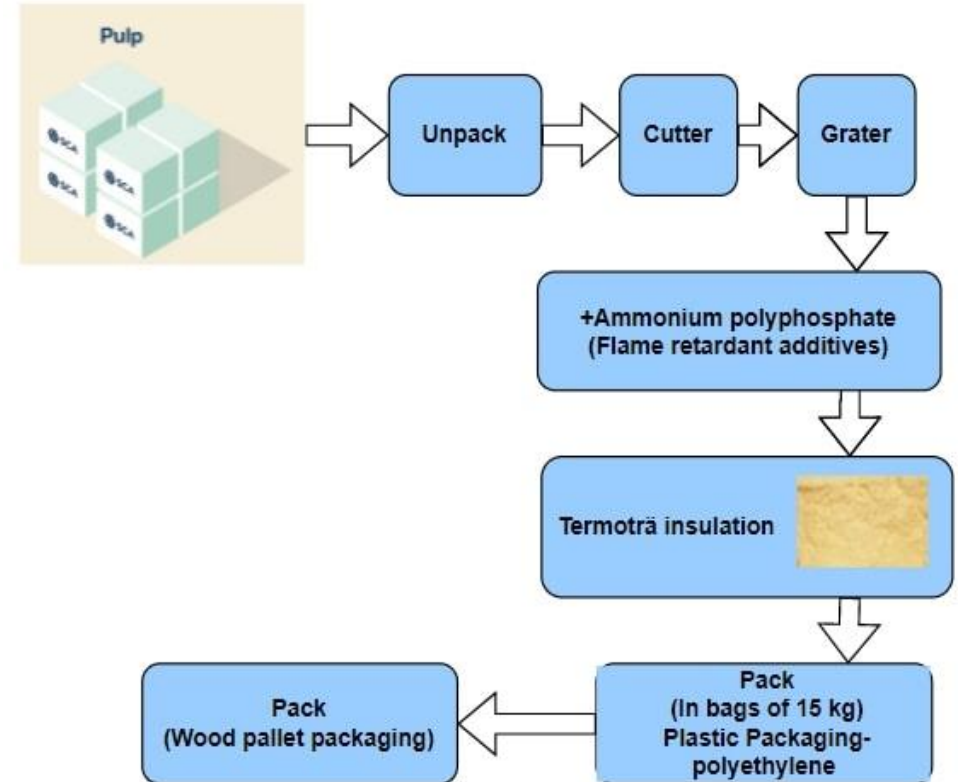 Pulp
SCA
SCA
SCA
SCA
Unpack
Cutter
Grater
+Ammonium polyphosphate
(Flame retardant additives)
Termoträ insulation
Pack
(In bags of 15 kg)
Plastic Packaging-
polyethylene
Pack
(Wood pallet packaging)